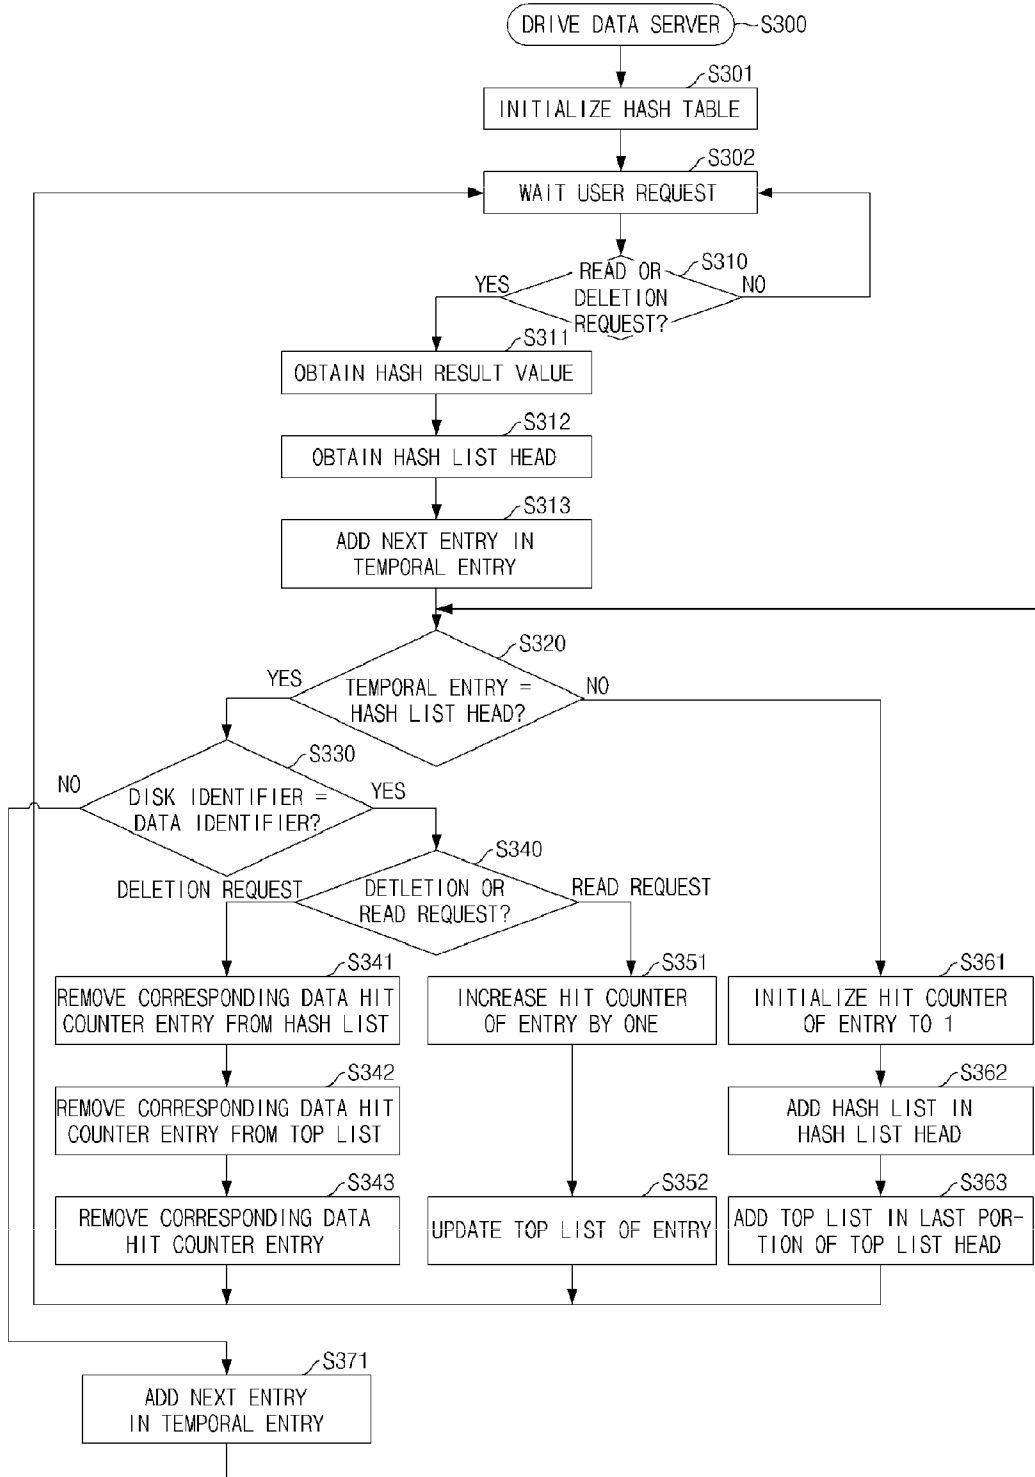 DRIVE DATA SERVER
S300
S301
INITIALIZE HASH TABLE
S302
WAIT USER REQUEST
S310
READ OR
DELETION
REQUEST?
YES
NO
S311
OBTAIN HASH RESULT VALUE
S312
OBTAIN HASH LIST HEAD
S313
ADD NEXT ENTRY IN
TEMPORAL ENTRY
S320
TEMPORAL ENTRY =
HASH LIST HEAD?
YES
NO
S330
DISK IDENTIFIER =
DATA IDENTIFIER?
NO
YES
S340
DETLETION OR
READ REQUEST?
DELETION REQUEST
READ REQUEST
S341
REMOVE CORRESPONDING DATA HIT
COUNTER ENTRY FROM HASH LIST
S351
INCREASE HIT COUNTER
OF ENTRY BY ONE
S361
INITIALIZE HIT COUNTER
OF ENTRY TO 1
S342
REMOVE CORRESPONDING DATA HIT
COUNTER ENTRY FROM TOP LIST
S362
ADD HASH LIST IN
HASH LIST HEAD
S343
REMOVE CORRESPONDING DATA
HIT COUNTER ENTRY
S352
UPDATE TOP LIST OF ENTRY
S363
ADD TOP LIST IN LAST POR-
TION OF TOP LIST HEAD
S371
ADD NEXT ENTRY
IN TEMPORAL ENTRY